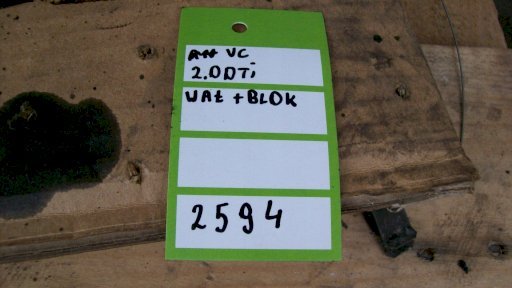 VC
2.0DTi
WAŁ + BLOK
2594